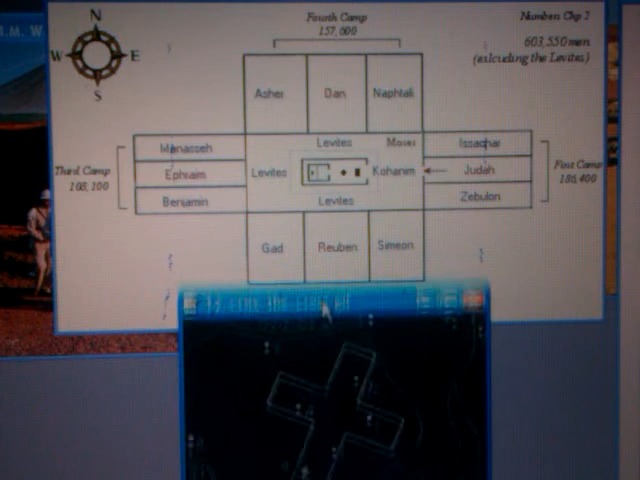 I.M. W
N
W E
S
Fourth Camp
157,600
Numbers Chp 2
603,550 men
(exlcuding the Levites)
Asher Dan Naphtali
Manasseh Levites Moses Issachar
Third Camp
108,100
Ephraim Levites Kohanim Judah
First Camp
186,400
Benjamin Levites Zebulon
Gad Reuben Simeon